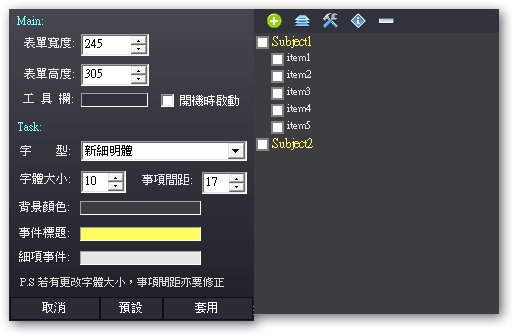 Main:
表單寬度: 245
表單高度: 305
工 具 欄: 開機時啟動
Task:
字 型: 新細明體
字體大小: 10 事項間距: 17
背景顏色:
事件標題:
細項事件:
P.S 若有更改字體大小，事項間距亦要修正
取消 預設 套用
Subject1
item1
item2
item3
item4
item5
Subject2